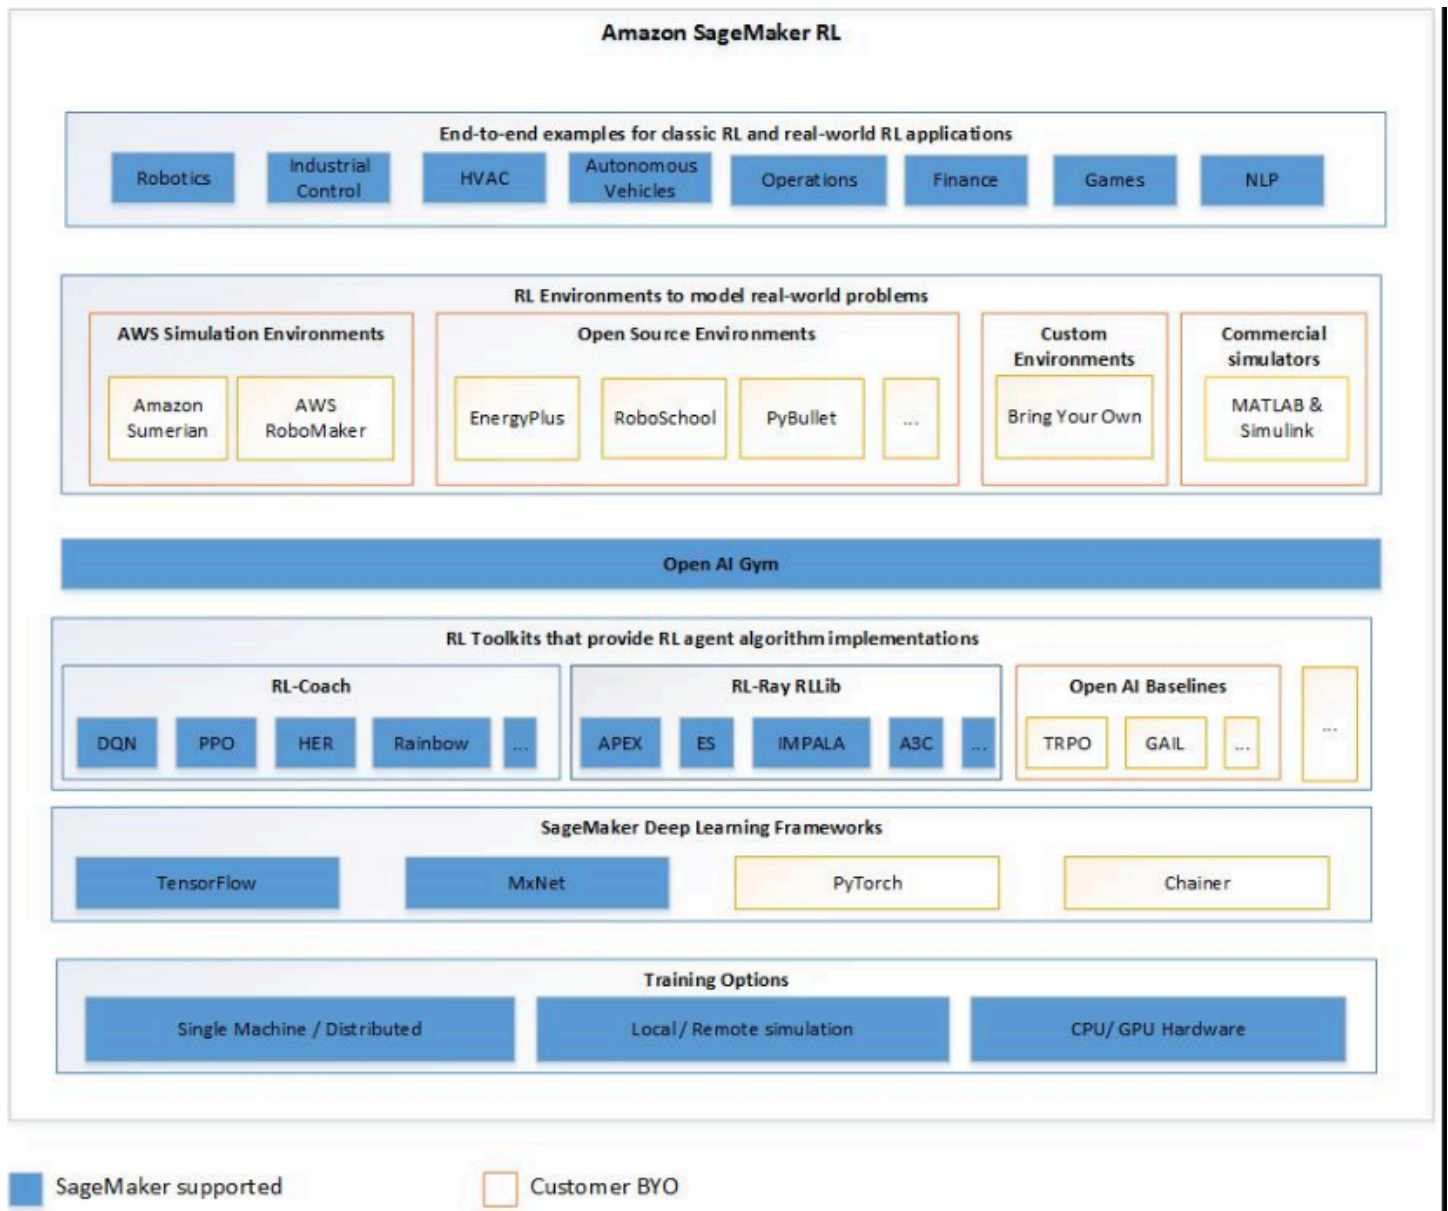 Amazon SageMaker RL
End-to-end examples for classic RL and real-world RL applications
Robotics
Industrial
Control
HVAC
Autonomous
Vehicles
Operations
Finance
Games
NLP
RL Environments to model real-world problems
AWS Simulation Environments
Amazon
Sumerian
AWS
RoboMaker
Open Source Environments
EnergyPlus
RoboSchool
PyBullet
...
Custom
Environments
Bring Your Own
Commercial
simulators
MATLAB &
Simulink
Open AI Gym
RL Toolkits that provide RL agent algorithm implementations
RL-Coach
DQN
PPO
HER
Rainbow
...
RL-Ray RLLib
APEX
ES
IMPALA
A3C
...
Open AI Baselines
TRPO
GAIL
...
...
SageMaker Deep Learning Frameworks
TensorFlow
MxNet
PyTorch
Chainer
Training Options
Single Machine / Distributed
Local/ Remote simulation
CPU/ GPU Hardware
SageMaker supported
Customer BYO